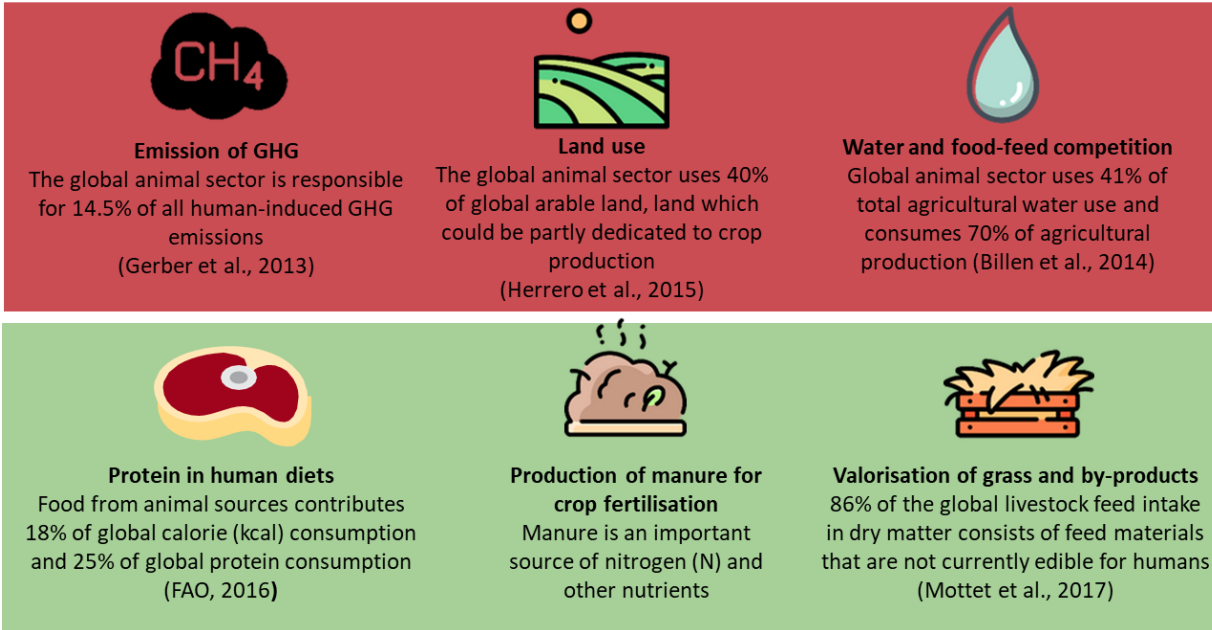 CH4
Emission of GHG
The global animal sector is responsible
for 14.5% of all human-induced GHG
emissions
(Gerber et al., 2013)
Land use
The global animal sector uses 40%
of global arable land, land which
could be partly dedicated to crop
production
(Herrero et al., 2015)
Water and food-feed competition
Global animal sector uses 41% of
total agricultural water use and
consumes 70% of agricultural
production (Billen et al., 2014)
Protein in human diets
Food from animal sources contributes
18% of global calorie (kcal) consumption
and 25% of global protein consumption
(FAO, 2016)
Production of manure for
crop fertilisation
Manure is an important
source of nitrogen (N) and
other nutrients
Valorisation of grass and by-products
86% of the global livestock feed intake
in dry matter consists of feed materials
that are not currently edible for humans
(Mottet et al., 2017)